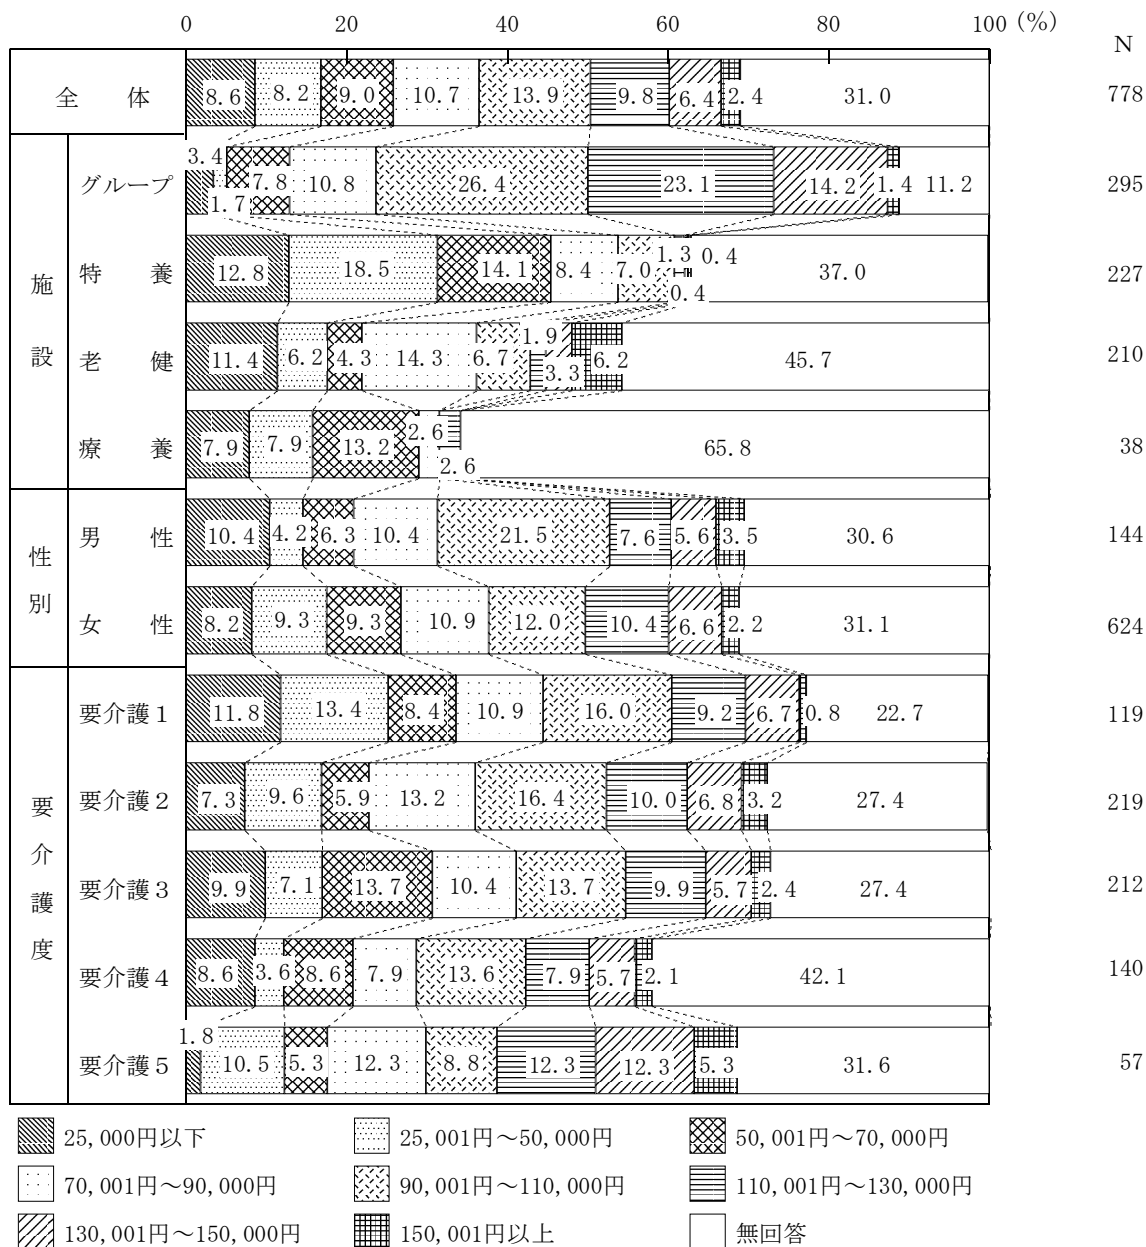 0 20 40 60 80 100 (%)
N
全 体 8.6 8.2 9.0 10.7 13.9 9.8 6.4 2.4 31.0 778
施設
グループ 3.4 1.7 7.8 10.8 26.4 23.1 14.2 1.4 11.2 295
特 養 12.8 18.5 14.1 8.4 7.0 1.3 0.4 0.4 37.0 227
老 健 11.4 6.2 4.3 14.3 6.7 1.9 3.3 6.2 45.7 210
療 養 7.9 7.9 13.2 2.6 2.6 65.8 38
性別
男 性 10.4 4.2 6.3 10.4 21.5 7.6 5.6 3.5 30.6 144
女 性 8.2 9.3 9.3 10.9 12.0 10.4 6.6 2.2 31.1 624
要介護度
要介護1 11.8 13.4 8.4 10.9 16.0 9.2 6.7 0.8 22.7 119
要介護2 7.3 9.6 5.9 13.2 16.4 10.0 6.8 3.2 27.4 219
要介護3 9.9 7.1 13.7 10.4 13.7 9.9 5.7 2.4 27.4 212
要介護4 8.6 3.6 8.6 7.9 13.6 7.9 5.7 2.1 42.1 140
要介護5 1.8 10.5 5.3 12.3 8.8 12.3 12.3 5.3 31.6 57
25,000円以下 25,001円～50,000円 50,001円～70,000円
70,001円～90,000円 90,001円～110,000円 110,001円～130,000円
130,001円～150,000円 150,001円以上 無回答